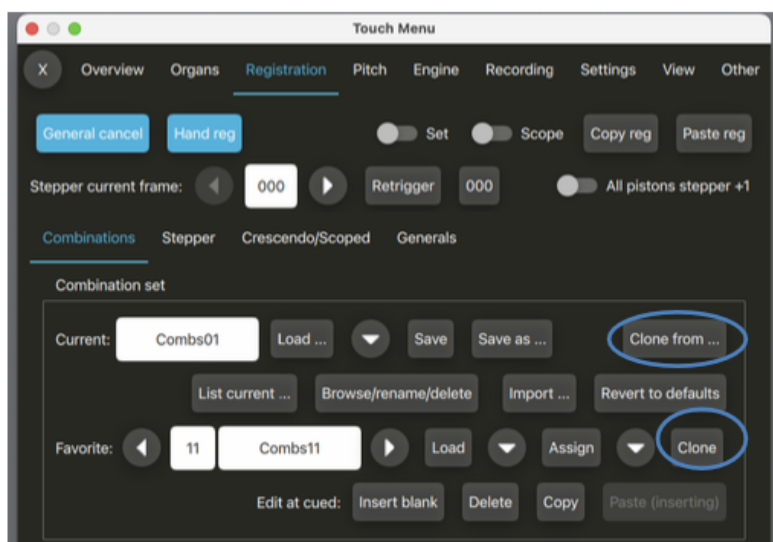 Touch Menu
X Overview Organs Registration Pitch Engine Recording Settings View Other
General cancel Hand reg Set Scope Copy reg Paste reg
Stepper current frame: 000 Retrigger 000 All pistons stepper +1
Combinations Stepper Crescendo/Scoped Generals
Combination set
Current: Combs01 Load ... Save Save as ... Clone from ...
List current ... Browse/rename/delete Import ... Revert to defaults
Favorite: 11 Combs11 Load Assign Clone
Edit at cued: Insert blank Delete Copy Paste (inserting)